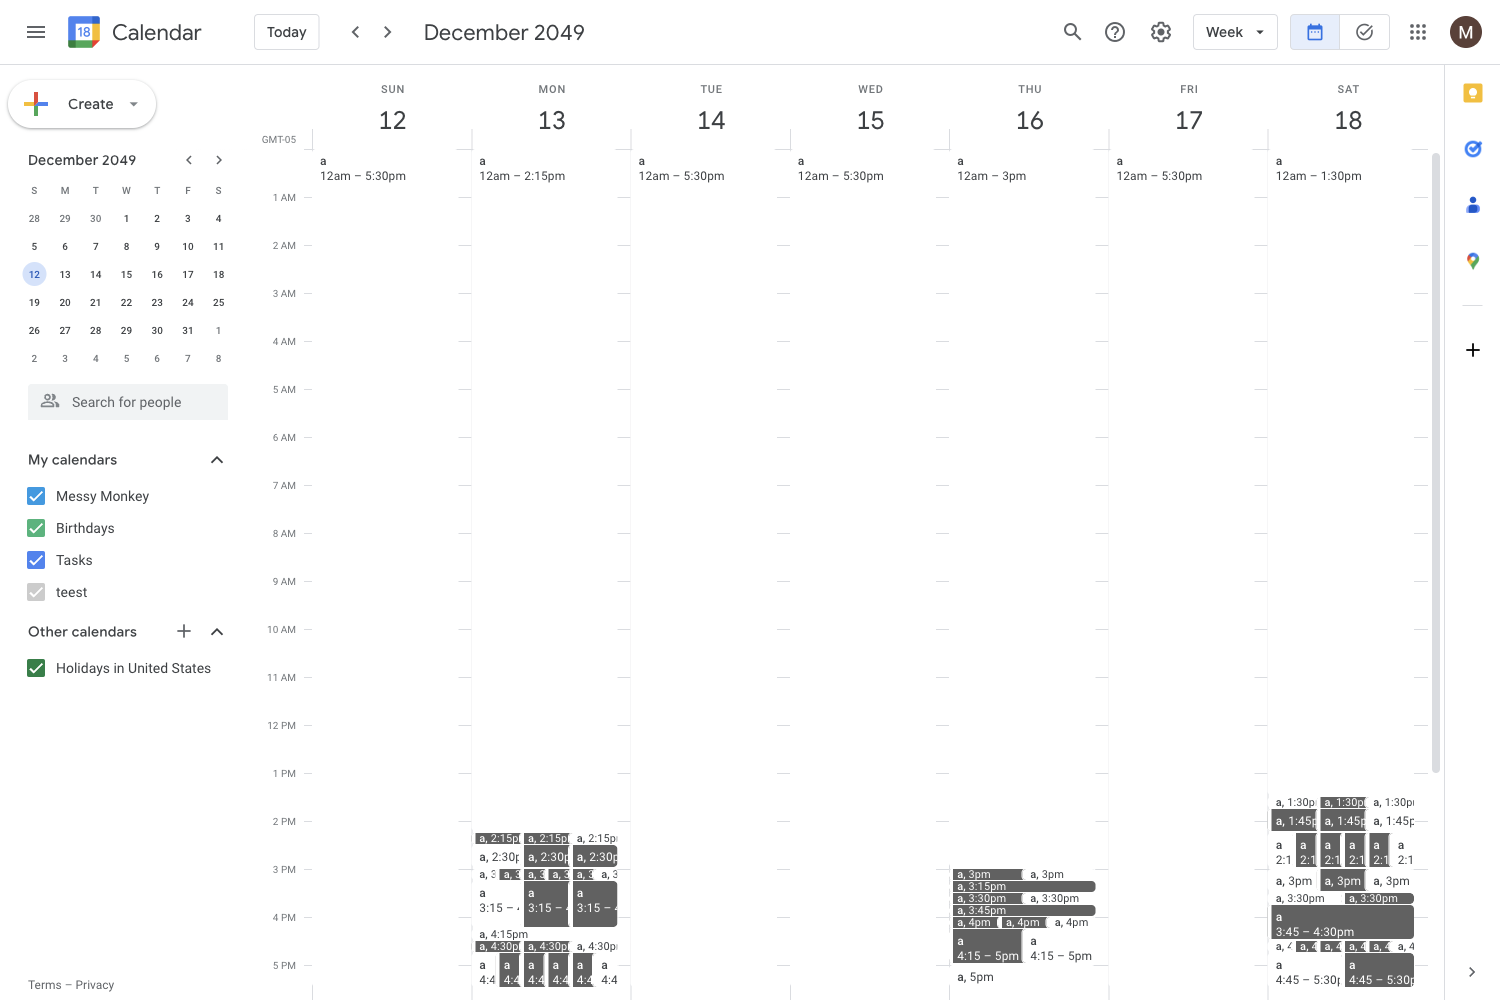 18 Calendar
Today
December 2049
Week
M
Create
December 2049
S M T W T F S
28 29 30 1 2 3 4
5 6 7 8 9 10 11
12 13 14 15 16 17 18
19 20 21 22 23 24 25
26 27 28 29 30 31 1
2 3 4 5 6 7 8
Search for people
My calendars
Messy Monkey
Birthdays
Tasks
teest
Other calendars
Holidays in United States
Terms – Privacy
SUN MON TUE WED THU FRI SAT
12 13 14 15 16 17 18
GMT-05
a a a a a a a
12am – 5:30pm 12am – 2:15pm 12am – 5:30pm 12am – 5:30pm 12am – 3pm 12am – 5:30pm 12am – 1:30pm
1 AM
2 AM
3 AM
4 AM
5 AM
6 AM
7 AM
8 AM
9 AM
10 AM
11 AM
12 PM
1 PM
2 PM
3 PM
4 PM
5 PM
a, 2:15p a, 2:15p a, 2:15p
a, 2:30p a, 2:30p a, 2:30p
a, 3 a, 3 a, 3 a, 3 a, 3 a, 3
a a a
3:15 – 3:15 – 3:15 –
a, 4:15pm
a, 4:30p a, 4:30p a, 4:30p
a a a a a a
4:4 4:4 4:4 4:4 4:4 4:4
a, 3pm a, 3pm
a, 3:15pm
a, 3:30pm a, 3:30pm
a, 3:45pm
a, 4pm a, 4pm a, 4pm
a a
4:15 – 5pm 4:15 – 5pm
a, 5pm
a, 1:30p a, 1:30p a, 1:30p
a, 1:45p a, 1:45p a, 1:45p
a a a a a a
2:1 2:1 2:1 2:1 2:1 2:1
a, 3pm a, 3pm a, 3pm
a, 3:30pm a, 3:30pm
a
3:45 – 4:30pm
a, 4 a, 4 a, 4 a, 4 a, 4 a, 4
a a
4:45 – 5:30p 4:45 – 5:30p